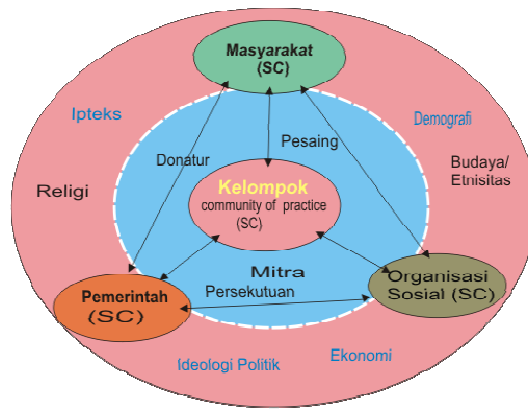 Masyarakat
(SC)
Ipteks
Demografi
Pesaing
Donatur
Budaya/
Etnisitas
Religi
Kelompok
community of practice
(SC)
Mitra
Organisasi
Sosial (SC)
Persekutuan
Pemerintah
(SC)
Ekonomi
Ideologi Politik